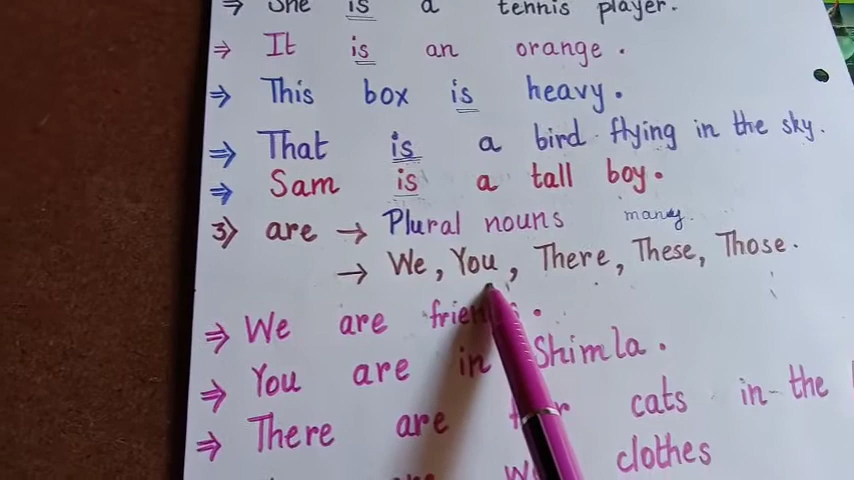 ⇒ She is a tennis player.
⇒ It is an orange.
⇒ This box is heavy.
⇒ That is a bird flying in the sky.
⇒ Sam is a tall boy.
3) are → Plural nouns many.
→ We, You, There, These, Those.
⇒ We are
⇒ You are in Shimla.
⇒ There are cats in the
clothes